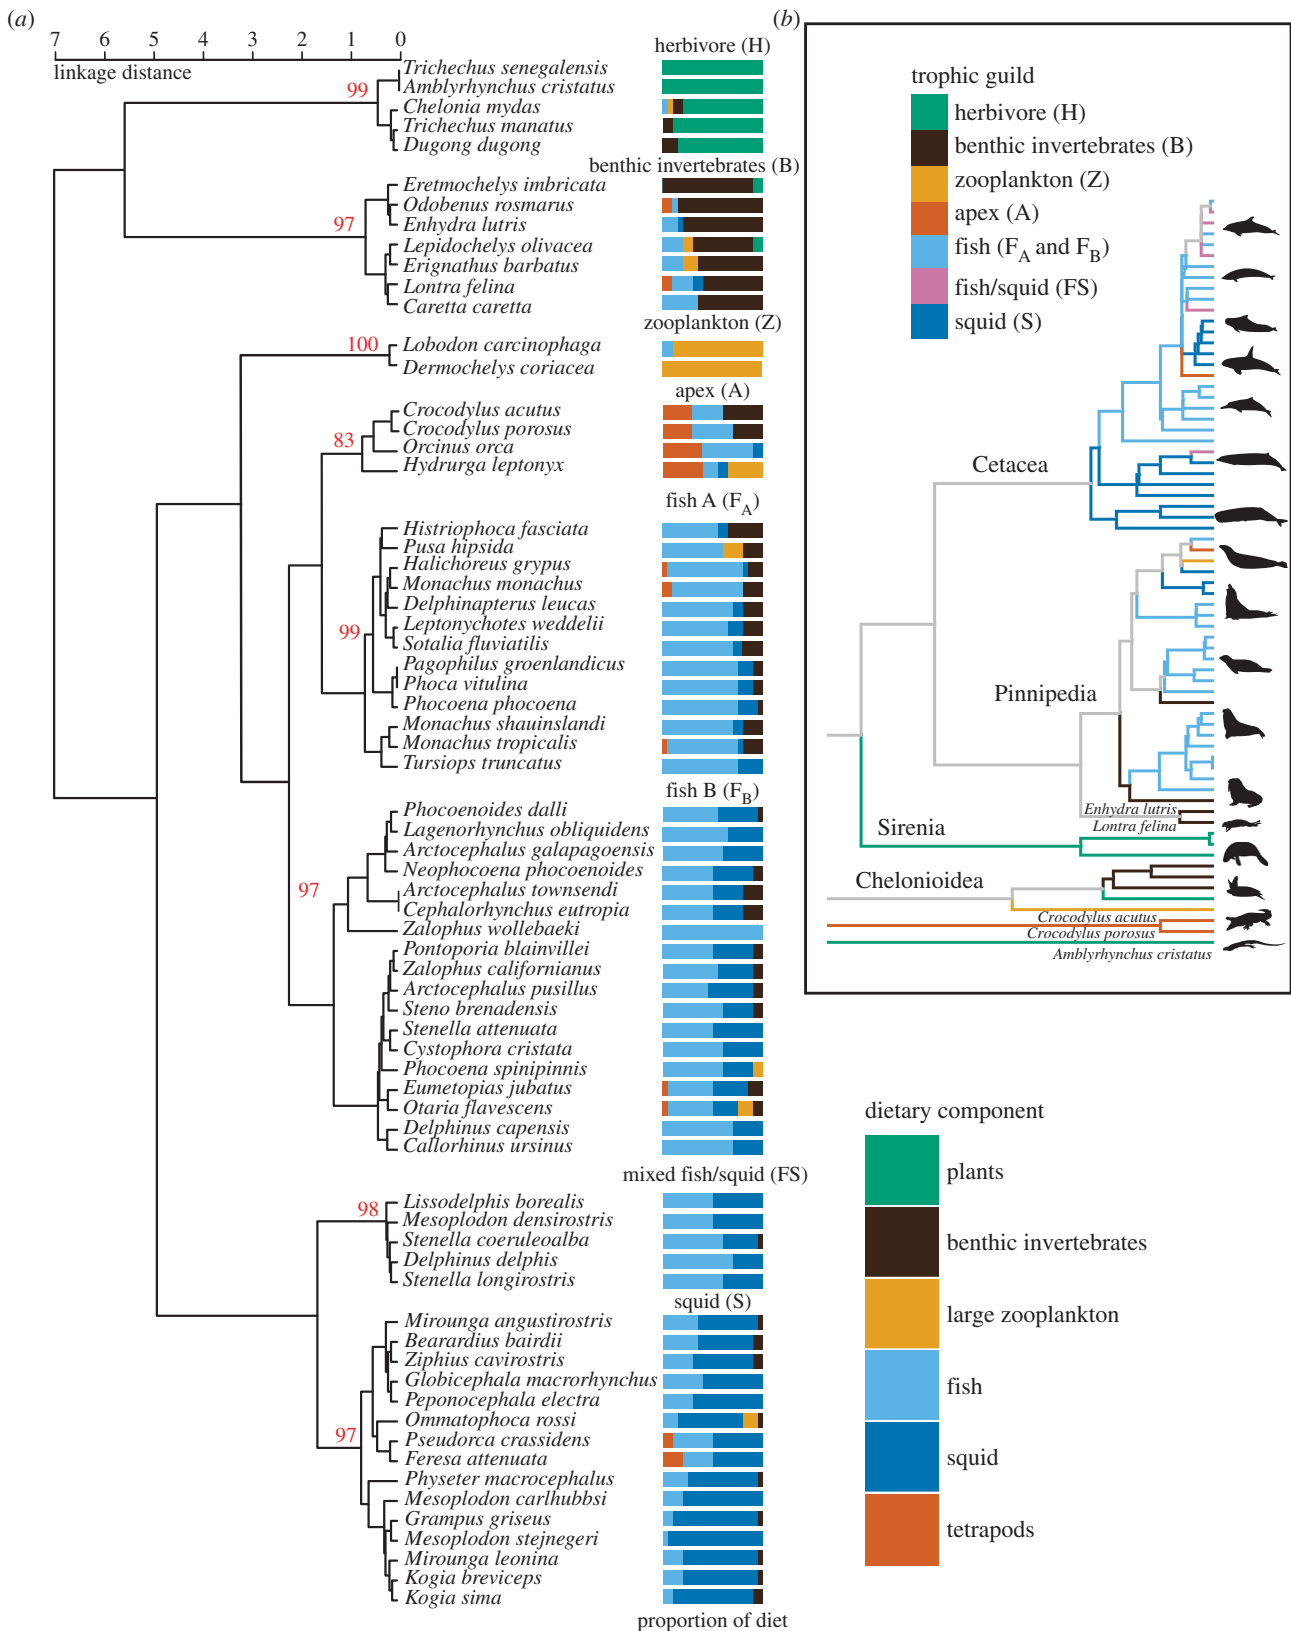 (a)
7 6 5 4 3 2 1 0
linkage distance
herbivore (H)
99
Trichechus senegalensis
Amblyrhynchus cristatus
Chelonia mydas
Trichechus manatus
Dugong dugong
benthic invertebrates (B)
97
Eretmochelys imbricata
Odobenus rosmarus
Enhydra lutris
Lepidochelys olivacea
Erignathus barbatus
Lontra felina
Caretta caretta
zooplankton (Z)
100
Lobodon carcinophaga
Dermochelys coriacea
apex (A)
83
Crocodylus acutus
Crocodylus porosus
Orcinus orca
Hydrurga leptonyx
fish A (F_A)
99
Histriophoca fasciata
Pusa hipsida
Halichoreus grypus
Monachus monachus
Delphinapterus leucas
Leptonychotes weddelii
Sotalia fluviatilis
Pagophilus groenlandicus
Phoca vitulina
Phocoena phocoena
Monachus shauinslandi
Monachus tropicalis
Tursiops truncatus
fish B (F_B)
97
Phocoenoides dalli
Lagenorhynchus obliquidens
Arctocephalus galapagoensis
Neophocoena phocoenoides
Arctocephalus townsendi
Cephalorhynchus eutropia
Zalophus wollebaeki
Pontoporia blainvillei
Zalophus californianus
Arctocephalus pusillus
Steno brenadensis
Stenella attenuata
Cystophora cristata
Phocoena spinipinnis
Eumetopias jubatus
Otaria flavescens
Delphinus capensis
Callorhinus ursinus
mixed fish/squid (FS)
98
Lissodelphis borealis
Mesoplodon densirostris
Stenella coeruleoalba
Delphinus delphis
Stenella longirostris
squid (S)
97
Mirounga angustirostris
Bearardius bairdii
Ziphius cavirostris
Globicephala macrorhynchus
Peponocephala electra
Ommatophoca rossi
Pseudorca crassidens
Feresa attenuata
Physeter macrocephalus
Mesoplodon carlhubbsi
Grampus griseus
Mesoplodon stejnegeri
Mirounga leonina
Kogia breviceps
Kogia sima
proportion of diet
(b)
trophic guild
herbivore (H)
benthic invertebrates (B)
zooplankton (Z)
apex (A)
fish (F_A and F_B)
fish/squid (FS)
squid (S)
Cetacea
Pinnipedia
Enhydra lutris
Lontra felina
Sirenia
Chelonioidea
Crocodylus acutus
Crocodylus porosus
Amblyrhynchus cristatus
dietary component
plants
benthic invertebrates
large zooplankton
fish
squid
tetrapods